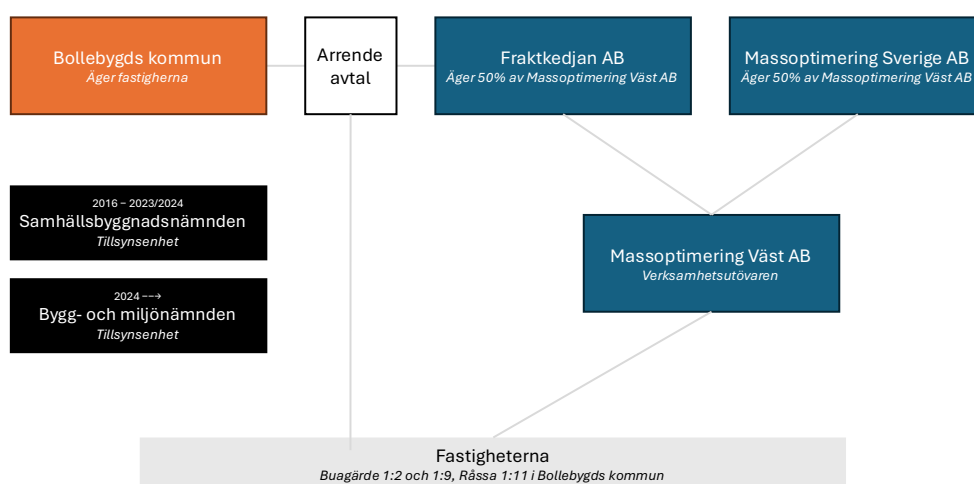 Bollebygds kommun
Äger fastigherna
Arrende
avtal
Fraktkedjan AB
Äger 50% av Massoptimering Väst AB
Massoptimering Sverige AB
Äger 50% av Massoptimering Väst AB
2016 – 2023/2024
Samhällsbyggnadsnämnden
Tillsynsenhet
2024 --→
Bygg- och miljönämnden
Tillsynsenhet
Massoptimering Väst AB
Verksamhetsutövaren
Fastigheterna
Buagärde 1:2 och 1:9, Råssa 1:11 i Bollebygds kommun